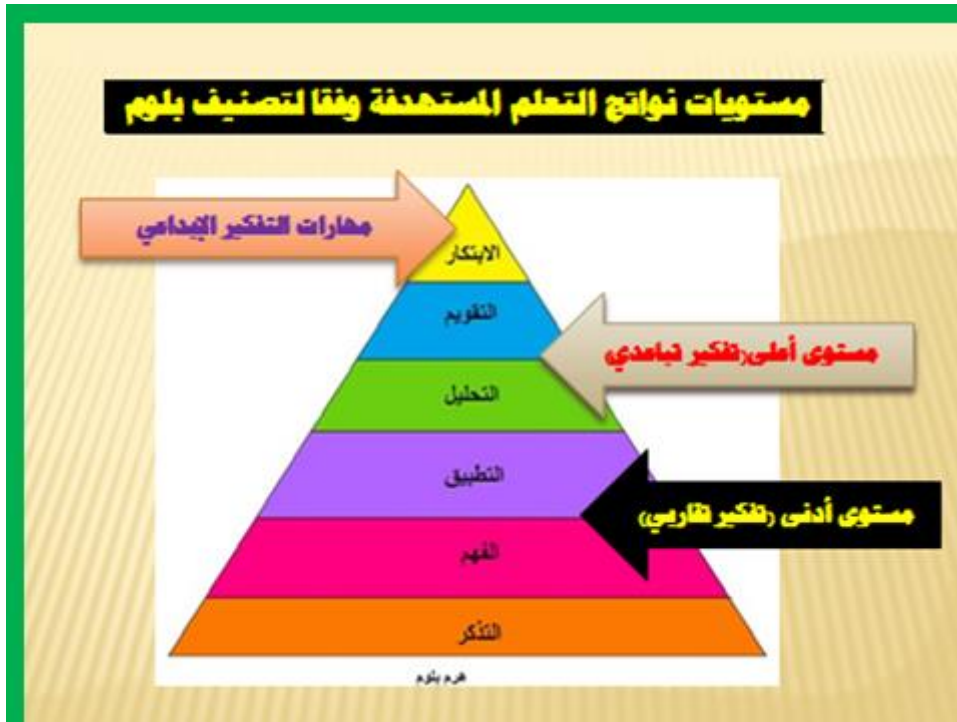 مستويات نواتج التعلم المستهدفة وفقا لتصنيف بلوم
مهارات التفكير الإبداعي
الابتكار
التقويم
مستوى أعلى(تفكير تباعدي)
التحليل
التطبيق
مستوى أدنى (تفكير تقاربي)
الفهم
التذكر
هرم بلوم